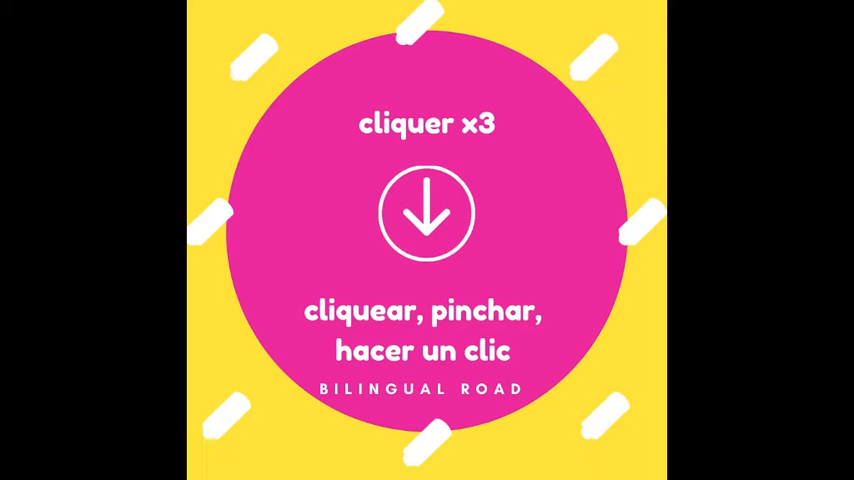 cliquer x3
cliquear, pinchar,
hacer un clic
BILINGUAL ROAD